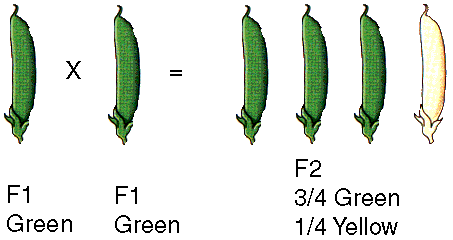 X
=
F1
Green
F1
Green
F2
3/4 Green
1/4 Yellow